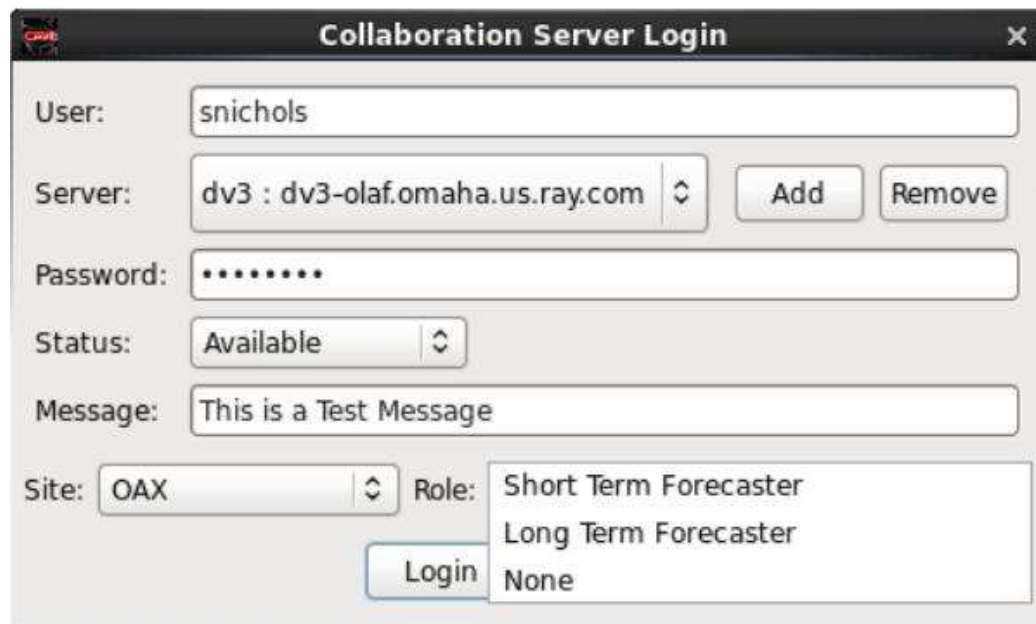 Collaboration Server Login
User: snichols
Server: dv3 : dv3-olaf.omaha.us.ray.com Add Remove
Password: ••••••••
Status: Available
Message: This is a Test Message
Site: OAX Role: Short Term Forecaster
Long Term Forecaster
Login None